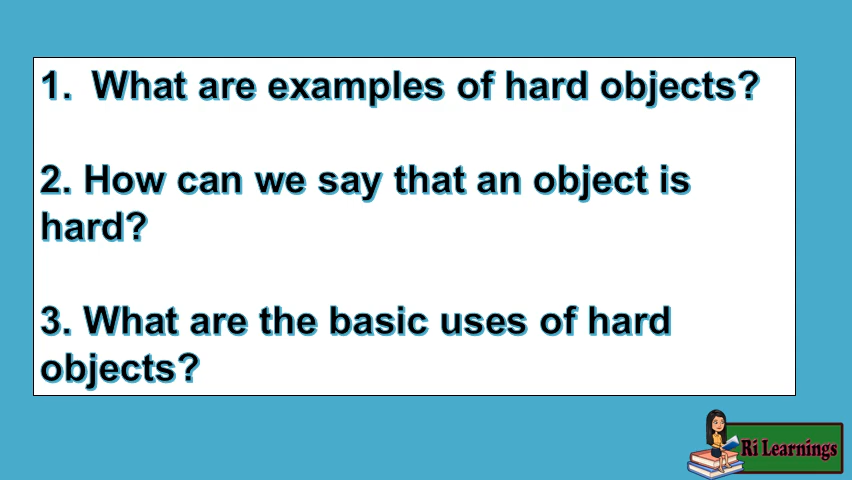 1. What are examples of hard objects?
2. How can we say that an object is
hard?
3. What are the basic uses of hard
objects?
Ri Learnings